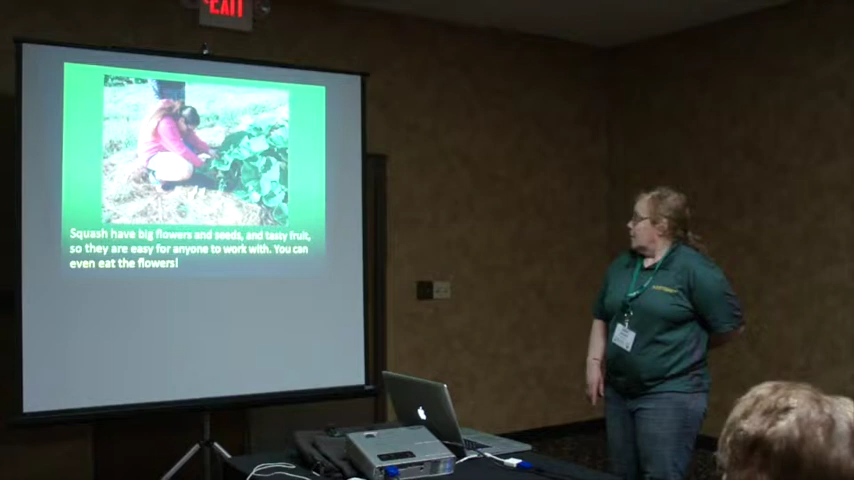 EXIT
Squash have big flowers and seeds, and tasty fruit,
so they are easy for anyone to work with. You can
even eat the flowers!